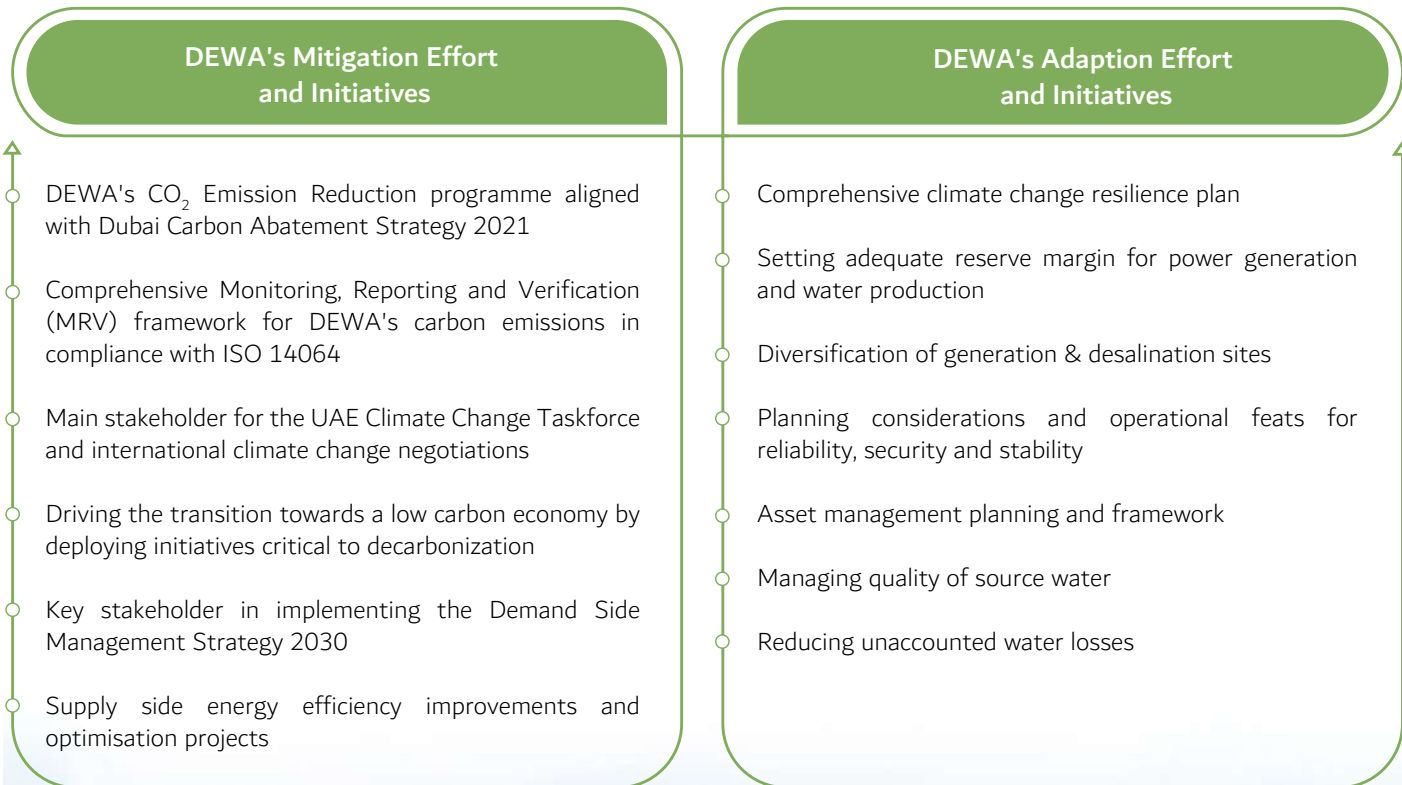 DEWA's Mitigation Effort
and Initiatives
DEWA's CO₂ Emission Reduction programme aligned
with Dubai Carbon Abatement Strategy 2021
Comprehensive Monitoring, Reporting and Verification
(MRV) framework for DEWA's carbon emissions in
compliance with ISO 14064
Main stakeholder for the UAE Climate Change Taskforce
and international climate change negotiations
Driving the transition towards a low carbon economy by
deploying initiatives critical to decarbonization
Key stakeholder in implementing the Demand Side
Management Strategy 2030
Supply side energy efficiency improvements and
optimisation projects
DEWA's Adaption Effort
and Initiatives
Comprehensive climate change resilience plan
Setting adequate reserve margin for power generation
and water production
Diversification of generation & desalination sites
Planning considerations and operational feats for
reliability, security and stability
Asset management planning and framework
Managing quality of source water
Reducing unaccounted water losses